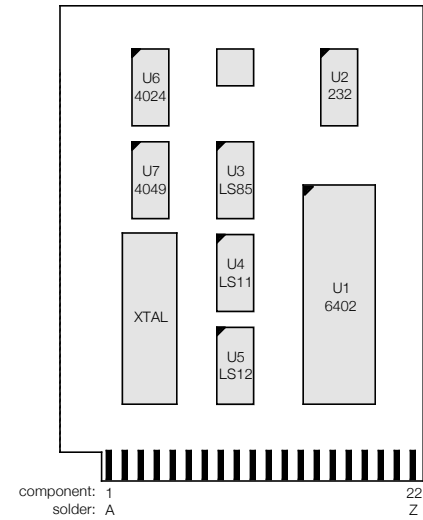 U6
4024
U2
232
U7
4049
U3
LS85
U4
LS11
U1
6402
XTAL
U5
LS12
component: 1 22
solder: A Z